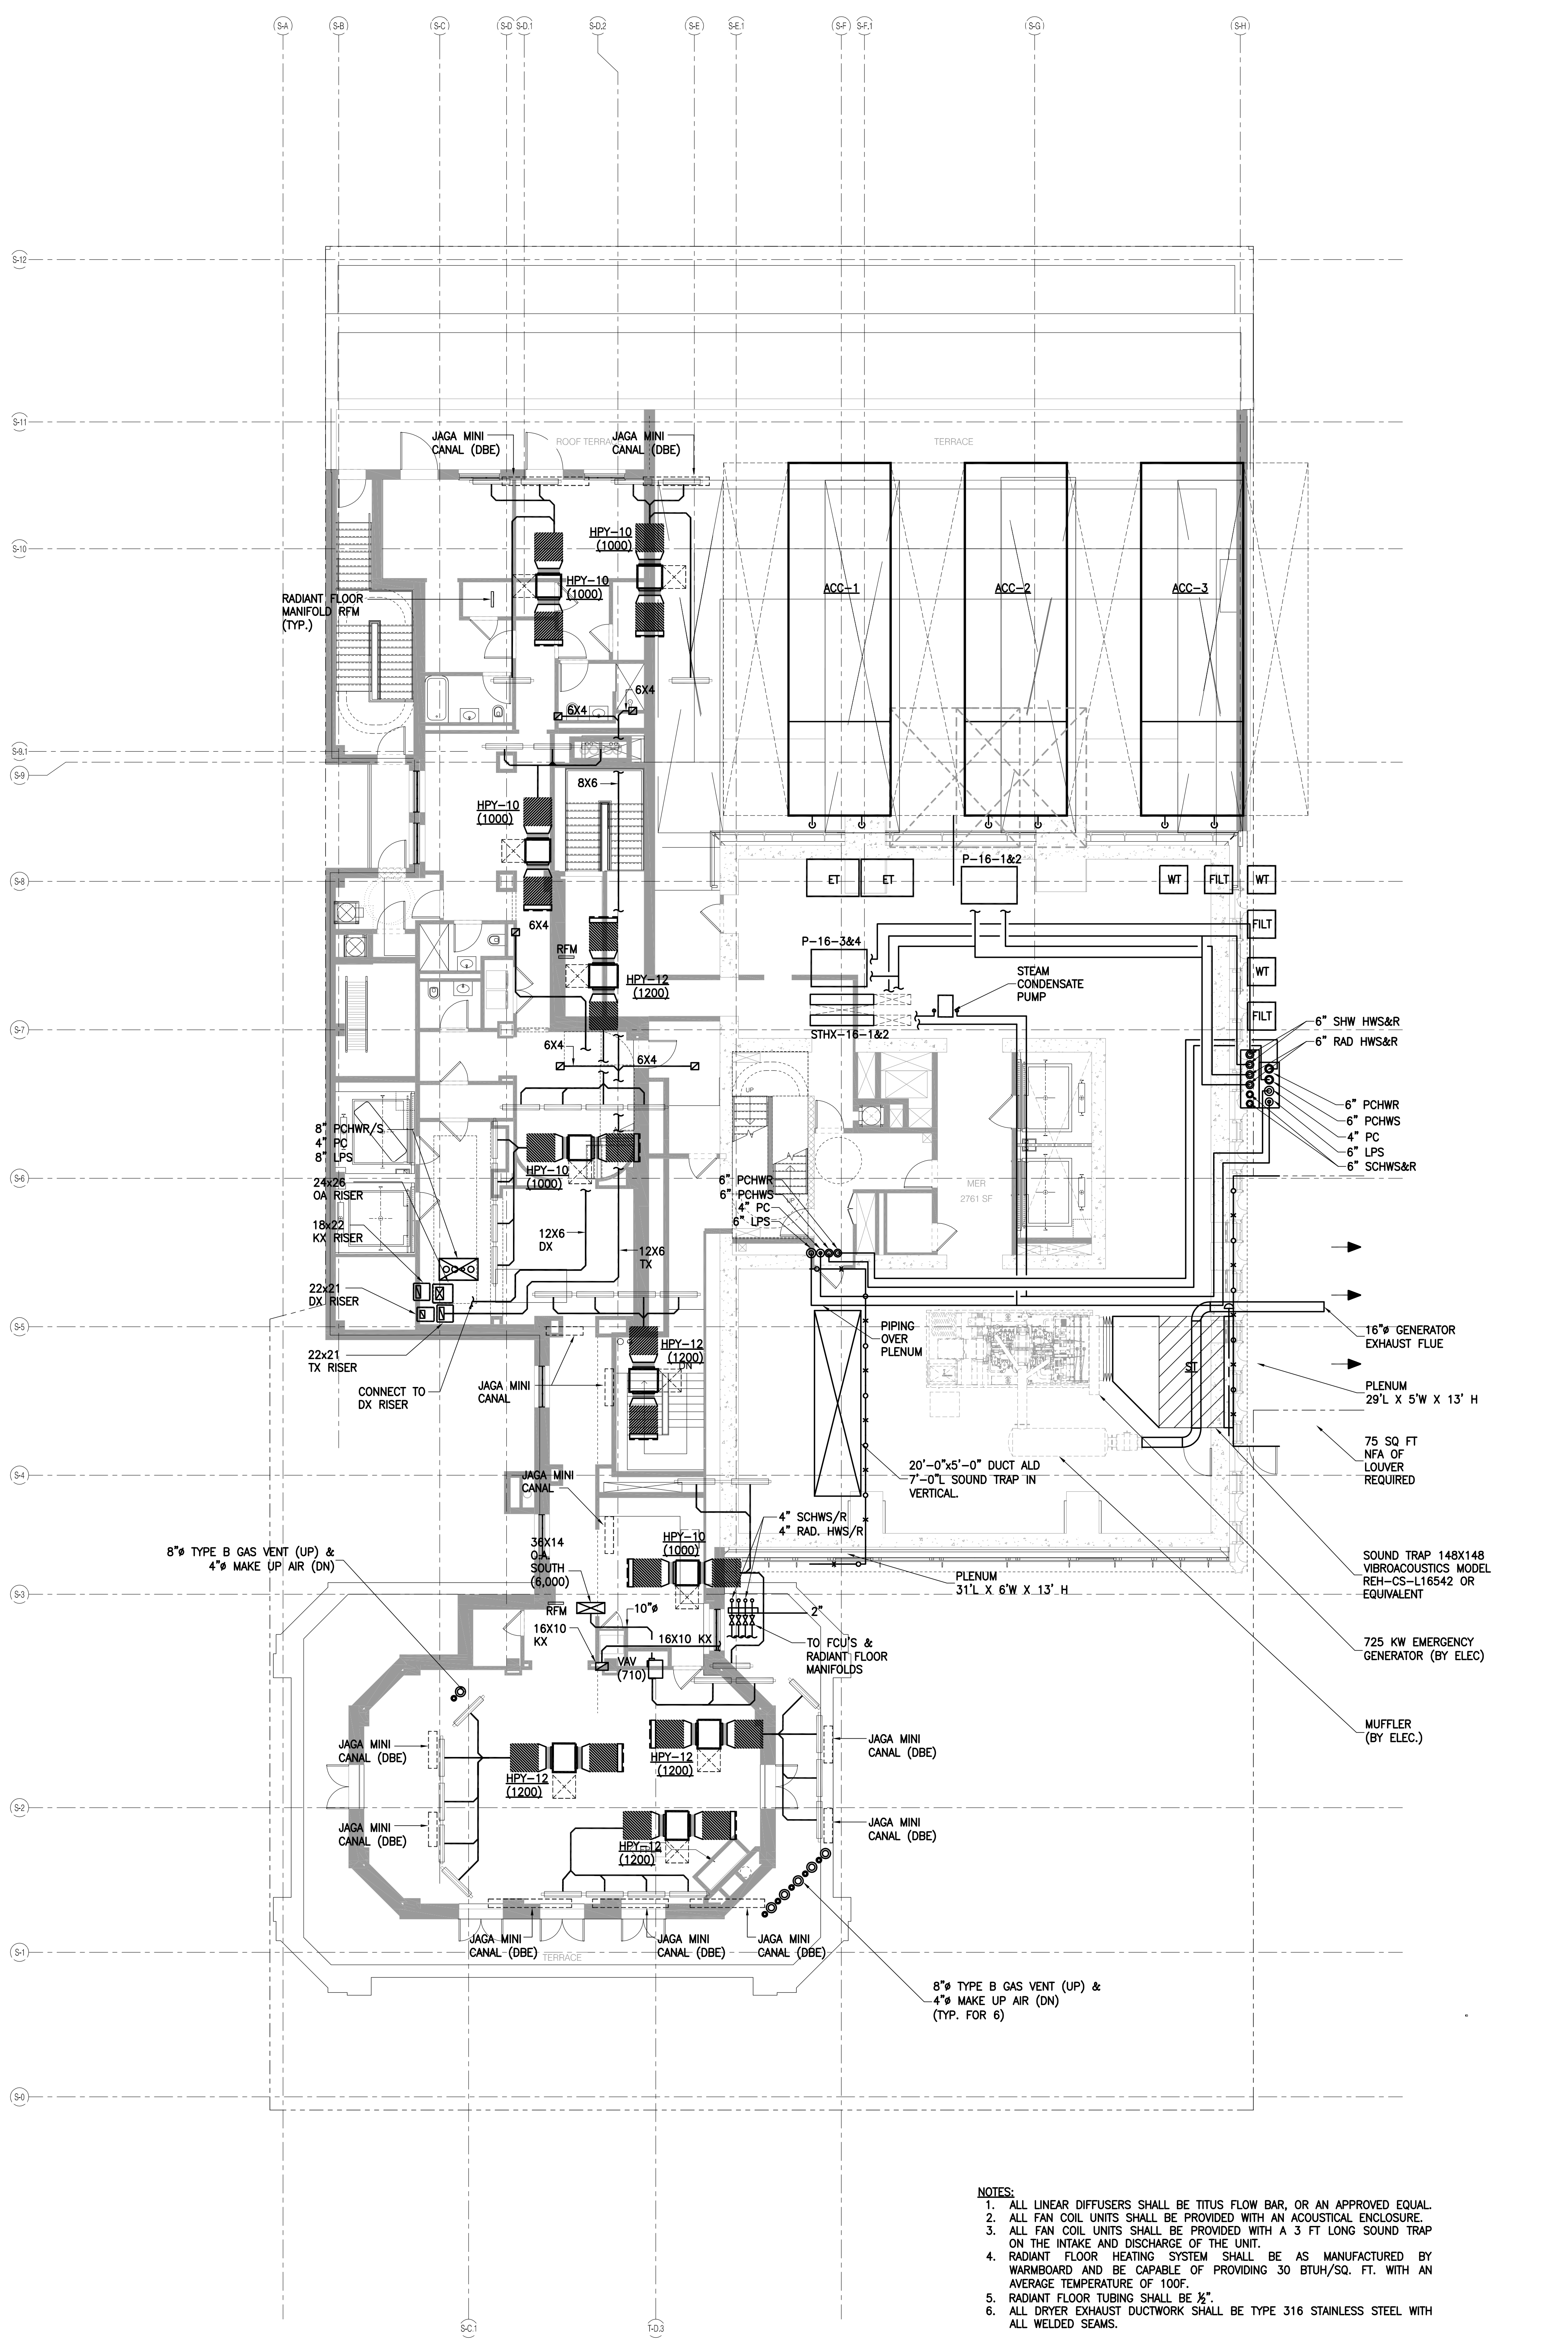 S-A
S-B
S-C
S-D
S-D.1
S-D.2
S-E
S-E.1
S-F
S-F.1
S-G
S-H
S-12
S-11
S-10
S-9.1
S-9
S-8
S-7
S-6
S-5
S-4
S-3
S-2
S-1
S-0
S-C.1
T-D.3
JAGA MINI
CANAL (DBE)
ROOF TERRACE
JAGA MINI
CANAL (DBE)
TERRACE
HPY-10
(1000)
HPY-10
(1000)
RADIANT FLOOR
MANIFOLD RFM
(TYP.)
ACC-1
ACC-2
ACC-3
6X4
6X4
8X6
HPY-10
(1000)
6X4
RFM
HPY-12
(1200)
ET
ET
P-16-1&2
WT
FILT
WT
FILT
WT
FILT
P-16-3&4
STEAM
CONDENSATE
PUMP
STHX-16-1&2
6" SHW HWS&R
6" RAD HWS&R
6" PCHWR
6" PCHWS
4" PC
6" LPS
6" SCHWS&R
6X4
6X4
UP
UP
8" PCHWR/S
4" PC
8" LPS
24x26
OA RISER
18x22
KX RISER
22x21
DX RISER
22x21
TX RISER
CONNECT TO
DX RISER
HPY-10
(1000)
12X6
DX
12X6
TX
MER
2761 SF
6" PCHWR
6" PCHWS
4" PC
6" LPS
PIPING
OVER
PLENUM
HPY-12
(1200)
DN
JAGA MINI
CANAL
ST
16"ø GENERATOR
EXHAUST FLUE
PLENUM
29'L X 5'W X 13' H
75 SQ FT
NFA OF
LOUVER
REQUIRED
20'-0"x5'-0" DUCT ALD
7'-0"L SOUND TRAP IN
VERTICAL.
JAGA MINI
CANAL
4" SCHWS/R
4" RAD. HWS/R
36X14
O.A.
SOUTH
(6,000)
HPY-10
(1000)
8"ø TYPE B GAS VENT (UP) &
4"ø MAKE UP AIR (DN)
PLENUM
31'L X 6'W X 13' H
SOUND TRAP 148X148
VIBROACOUSTICS MODEL
REH-CS-L16542 OR
EQUIVALENT
RFM
10"ø
2"
16X10
KX
16X10 KX
VAV
(710)
TO FCU'S &
RADIANT FLOOR
MANIFOLDS
725 KW EMERGENCY
GENERATOR (BY ELEC)
MUFFLER
(BY ELEC.)
JAGA MINI
CANAL (DBE)
HPY-12
(1200)
HPY-12
(1200)
JAGA MINI
CANAL (DBE)
JAGA MINI
CANAL (DBE)
HPY-12
(1200)
JAGA MINI
CANAL (DBE)
JAGA MINI
CANAL (DBE)
JAGA MINI
CANAL (DBE)
JAGA MINI
CANAL (DBE)
TERRACE
8"ø TYPE B GAS VENT (UP) &
4"ø MAKE UP AIR (DN)
(TYP. FOR 6)
NOTES:
1. ALL LINEAR DIFFUSERS SHALL BE TITUS FLOW BAR, OR AN APPROVED EQUAL.
2. ALL FAN COIL UNITS SHALL BE PROVIDED WITH AN ACOUSTICAL ENCLOSURE.
3. ALL FAN COIL UNITS SHALL BE PROVIDED WITH A 3 FT LONG SOUND TRAP
ON THE INTAKE AND DISCHARGE OF THE UNIT.
4. RADIANT FLOOR HEATING SYSTEM SHALL BE AS MANUFACTURED BY
WARMBOARD AND BE CAPABLE OF PROVIDING 30 BTUH/SQ. FT. WITH AN
AVERAGE TEMPERATURE OF 100F.
5. RADIANT FLOOR TUBING SHALL BE ½".
6. ALL DRYER EXHAUST DUCTWORK SHALL BE TYPE 316 STAINLESS STEEL WITH
ALL WELDED SEAMS.